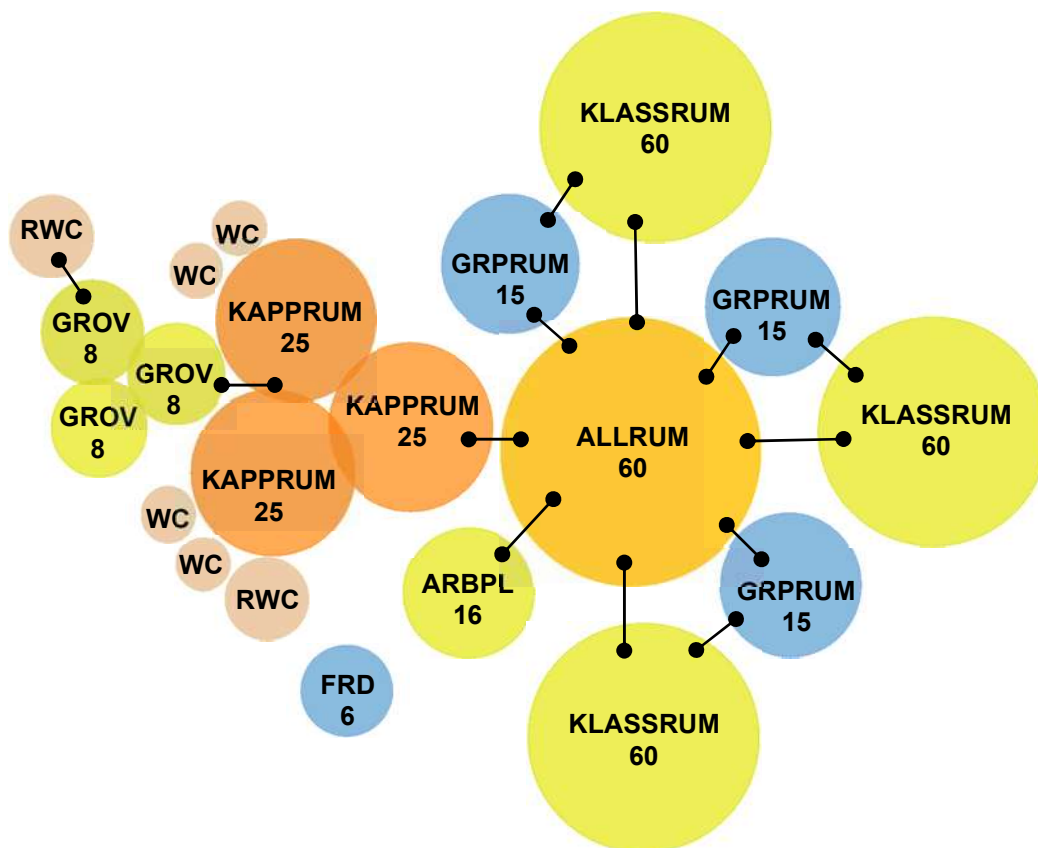 KLASSRUM
60
RWC
WC
WC
GRPRUM
15
KAPPRUM
25
GRPRUM
15
GROV
8
GROV
8
GROV
8
KAPPRUM
25
ALLRUM
60
KLASSRUM
60
KAPPRUM
25
WC
WC
RWC
ARBPL
16
GRPRUM
15
FRD
6
KLASSRUM
60